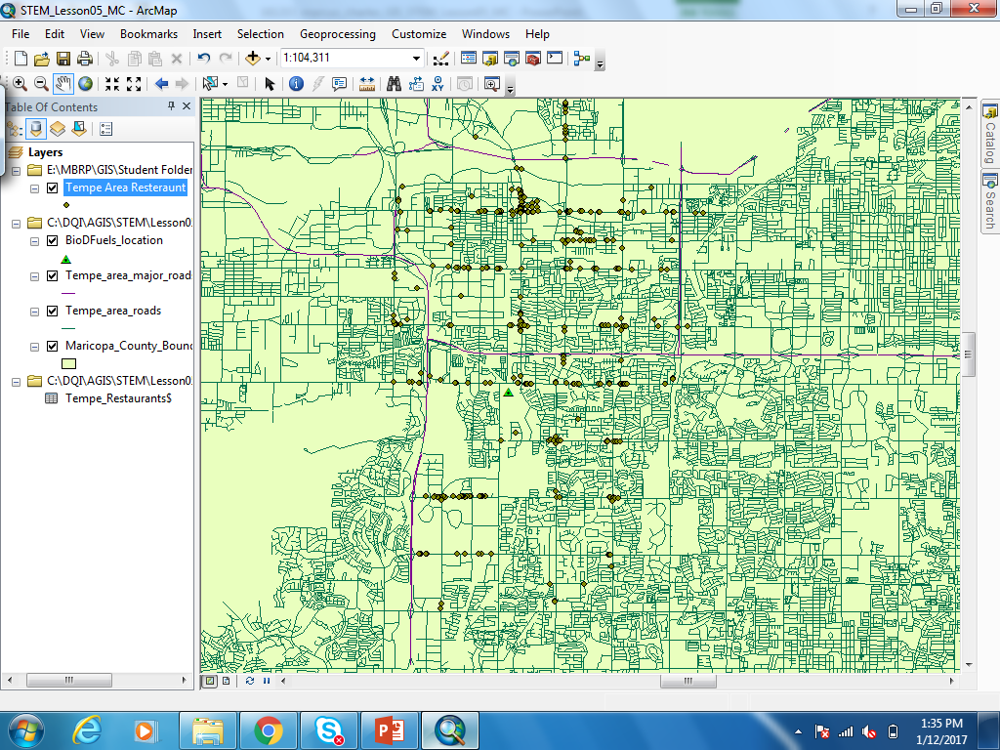 STEM_Lesson05_MC - ArcMap
File Edit View Bookmarks Insert Selection Geoprocessing Customize Windows Help
1:104,311
Table Of Contents
Layers
E:\MBRP\GIS\Student Folder
Tempe Area Resteraunt
C:\DQI\AGIS\STEM\Lesson0
BioDFuels_location
Tempe_area_major_road
Tempe_area_roads
Maricopa_County_Bound
C:\DQI\AGIS\STEM\Lesson0
Tempe_Restaurants$
Catalog
Search
1:35 PM
1/12/2017